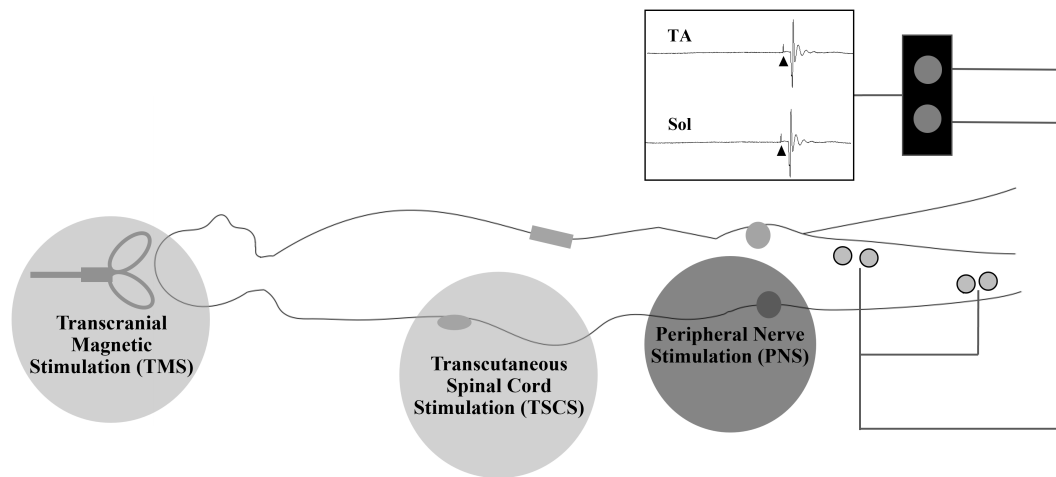 TA
Sol
Transcranial
Magnetic
Stimulation (TMS)
Transcutaneous
Spinal Cord
Stimulation (TSCS)
Peripheral Nerve
Stimulation (PNS)